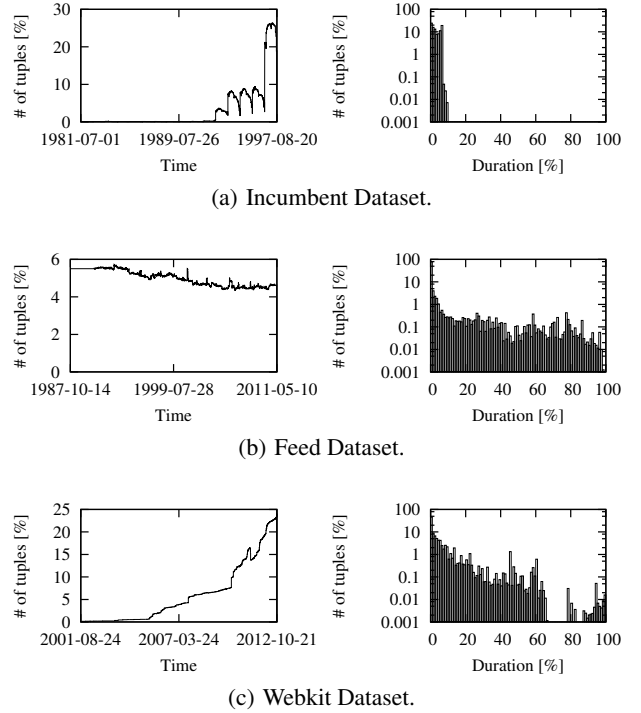 # of tuples [%]
30
20
10
0
1981-07-01 1989-07-26 1997-08-20
Time
# of tuples [%]
100
10
1
0.1
0.01
0.001
0 20 40 60 80 100
Duration [%]
(a) Incumbent Dataset.
# of tuples [%]
6
4
2
0
1987-10-14 1999-07-28 2011-05-10
Time
# of tuples [%]
100
10
1
0.1
0.01
0.001
0 20 40 60 80 100
Duration [%]
(b) Feed Dataset.
# of tuples [%]
25
20
15
10
5
0
2001-08-24 2007-03-24 2012-10-21
Time
# of tuples [%]
100
10
1
0.1
0.01
0.001
0 20 40 60 80 100
Duration [%]
(c) Webkit Dataset.